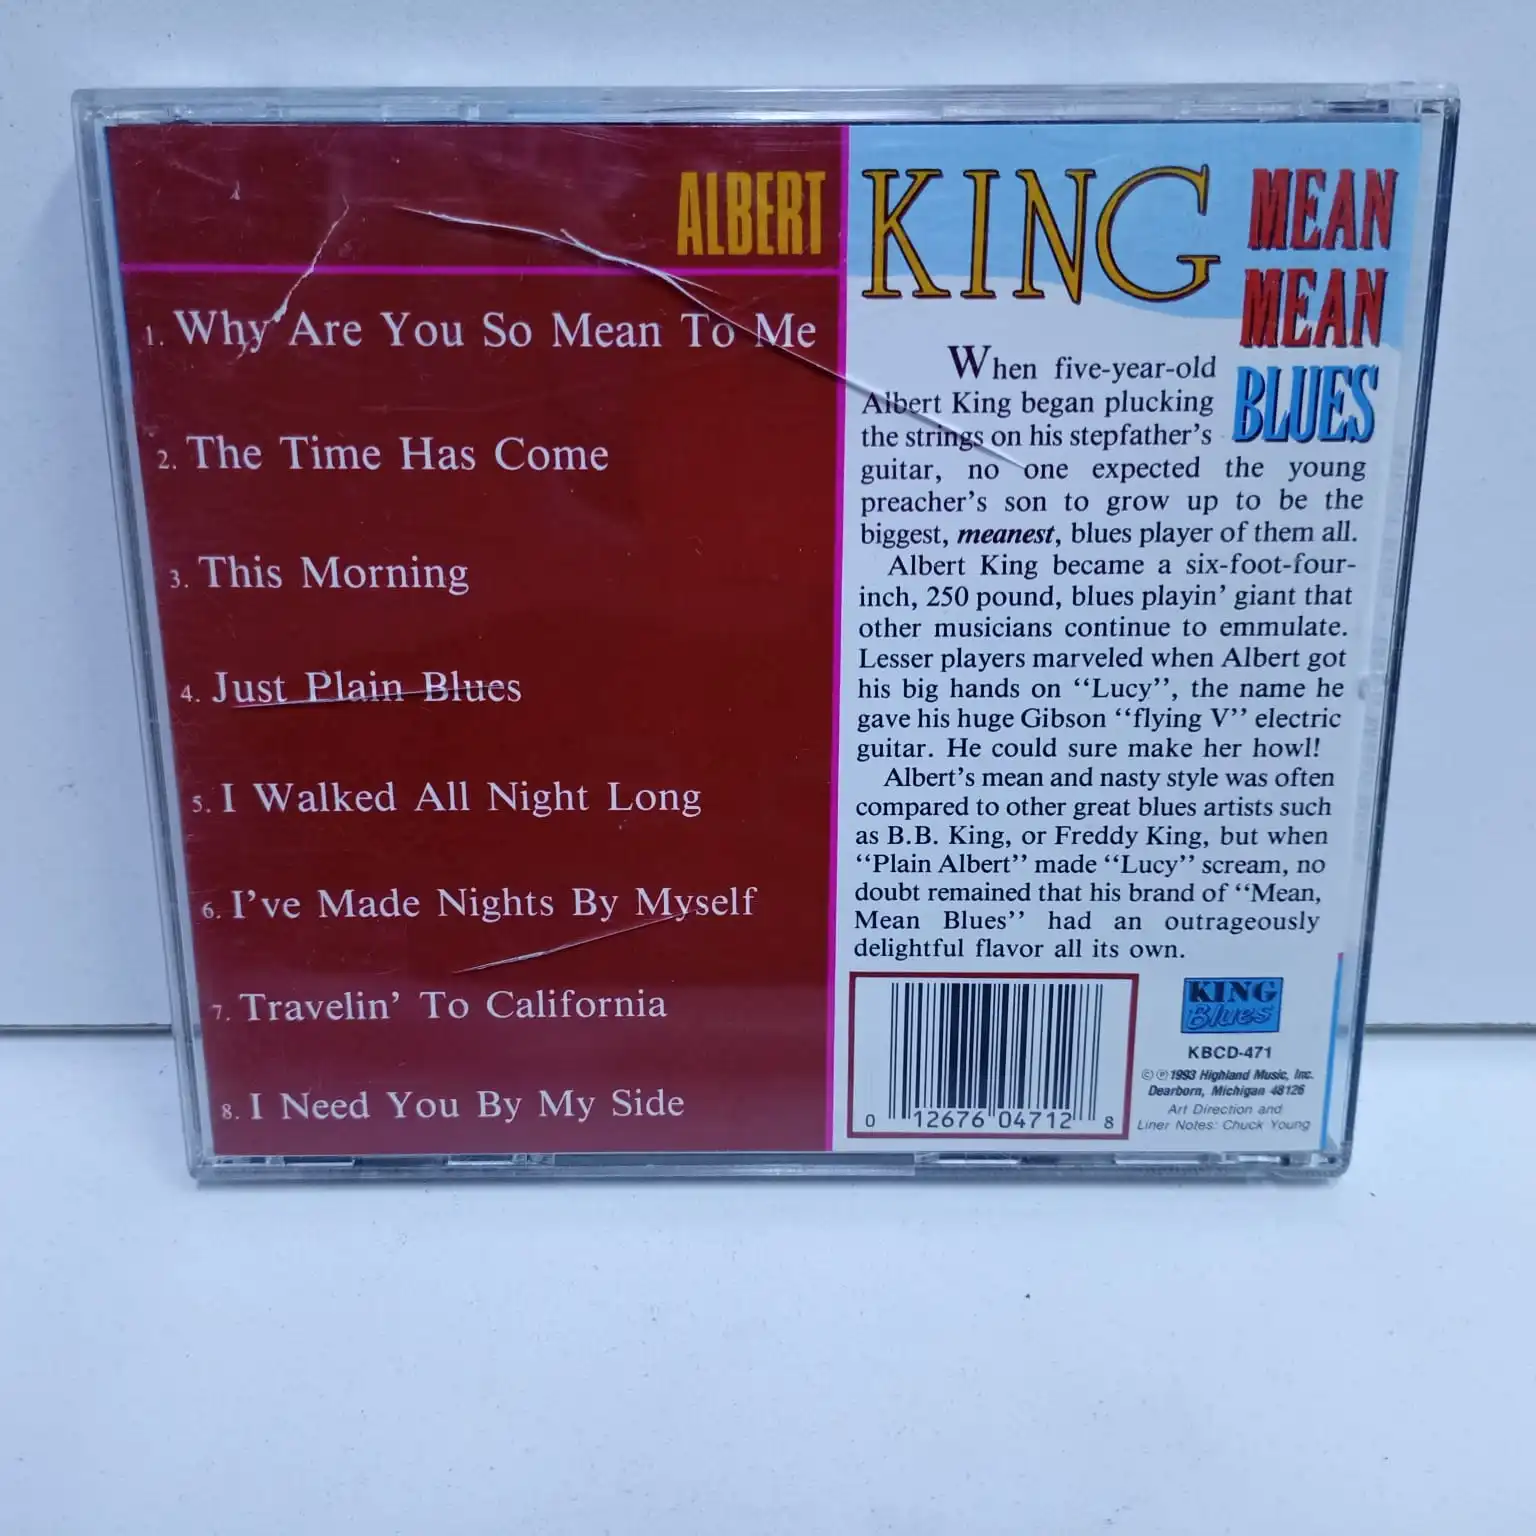 ALBERT
KING
MEAN
MEAN
BLUES
1. Why Are You So Mean To Me
2. The Time Has Come
3. This Morning
4. Just Plain Blues
5. I Walked All Night Long
6. I've Made Nights By Myself
7. Travelin' To California
8. I Need You By My Side
When five-year-old
Albert King began plucking
the strings on his stepfather's
guitar, no one expected the young
preacher's son to grow up to be the
biggest, meanest, blues player of them all.
Albert King became a six-foot-four-
inch, 250 pound, blues playin' giant that
other musicians continue to emmulate.
Lesser players marveled when Albert got
his big hands on "Lucy", the name he
gave his huge Gibson "flying V" electric
guitar. He could sure make her howl!
Albert's mean and nasty style was often
compared to other great blues artists such
as B.B. King, or Freddy King, but when
"Plain Albert" made "Lucy" scream, no
doubt remained that his brand of "Mean,
Mean Blues" had an outrageously
delightful flavor all its own.
0 12676 04712 8
KING
Blues
KBCD-471
©℗1993 Highland Music, Inc.
Dearborn, Michigan 48126
Art Direction and
Liner Notes: Chuck Young